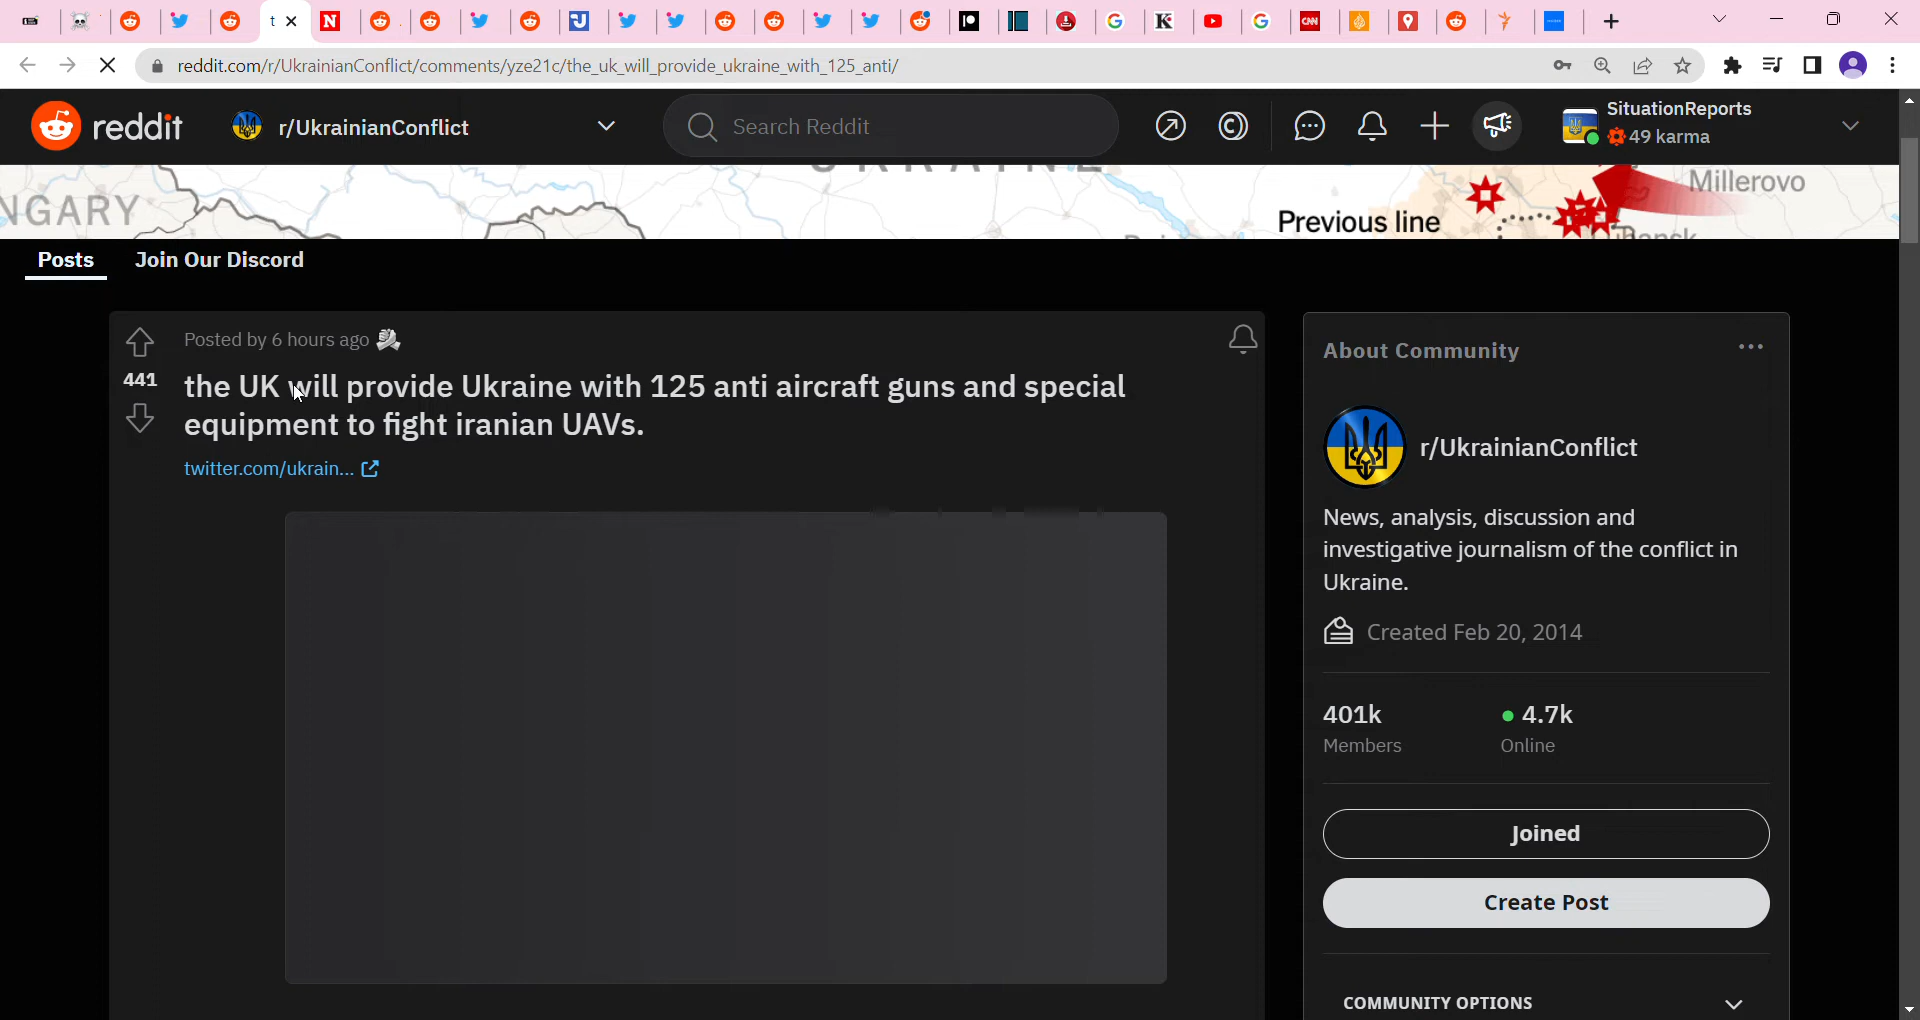 t
N
CNN
reddit.com/r/UkrainianConflict/comments/yze21c/the_uk_will_provide_ukraine_with_125_anti/
reddit
r/UkrainianConflict
Search Reddit
SituationReports
49 karma
NGARY
Millerovo
Previous line
Posts
Join Our Discord
Posted by 6 hours ago
441
the UK will provide Ukraine with 125 anti aircraft guns and special
equipment to fight iranian UAVs.
twitter.com/ukrain...
About Community
r/UkrainianConflict
News, analysis, discussion and
investigative journalism of the conflict in
Ukraine.
Created Feb 20, 2014
401k
Members
4.7k
Online
Joined
Create Post
COMMUNITY OPTIONS